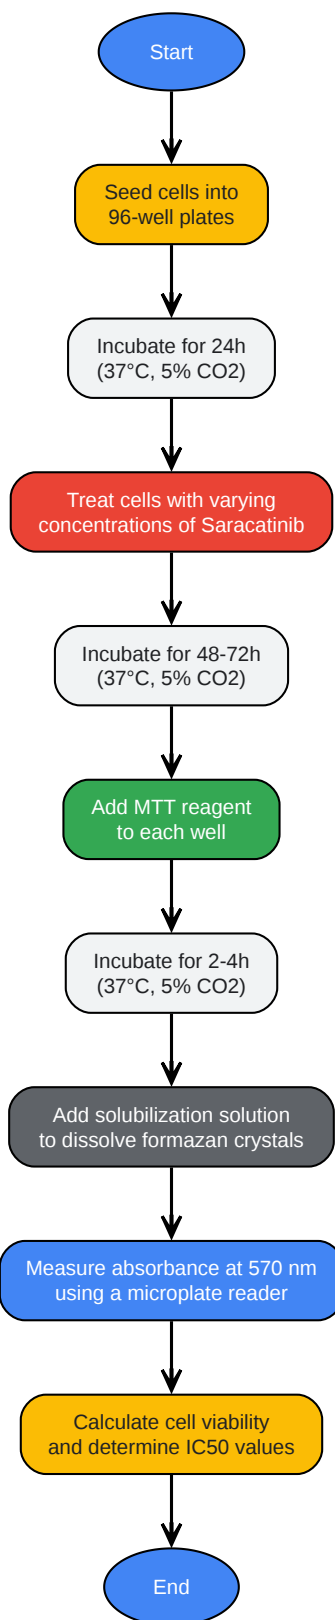 Start
Seed cells into
96-well plates
Incubate for 24h
(37°C, 5% CO2)
Treat cells with varying
concentrations of Saracatinib
Incubate for 48-72h
(37°C, 5% CO2)
Add MTT reagent
to each well
Incubate for 2-4h
(37°C, 5% CO2)
Add solubilization solution
to dissolve formazan crystals
Measure absorbance at 570 nm
using a microplate reader
Calculate cell viability
and determine IC50 values
End